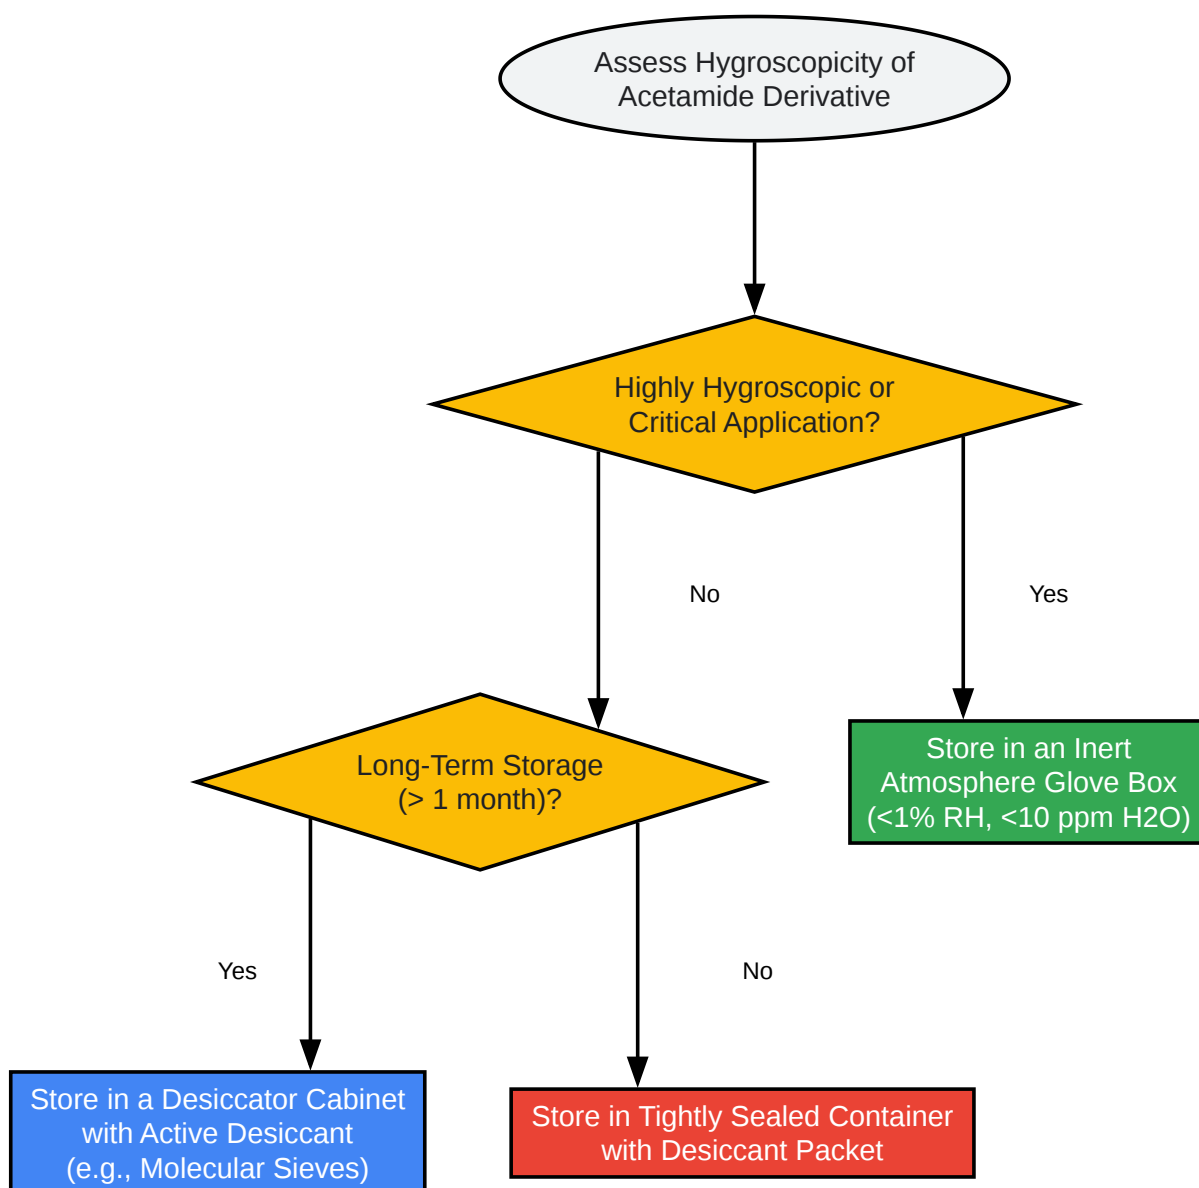 Assess Hygroscopicity of
Acetamide Derivative
Highly Hygroscopic or
Critical Application?
No
Yes
Long-Term Storage
(> 1 month)?
Store in an Inert
Atmosphere Glove Box
(<1% RH, <10 ppm H2O)
Yes
No
Store in a Desiccator Cabinet
with Active Desiccant
(e.g., Molecular Sieves)
Store in Tightly Sealed Container
with Desiccant Packet